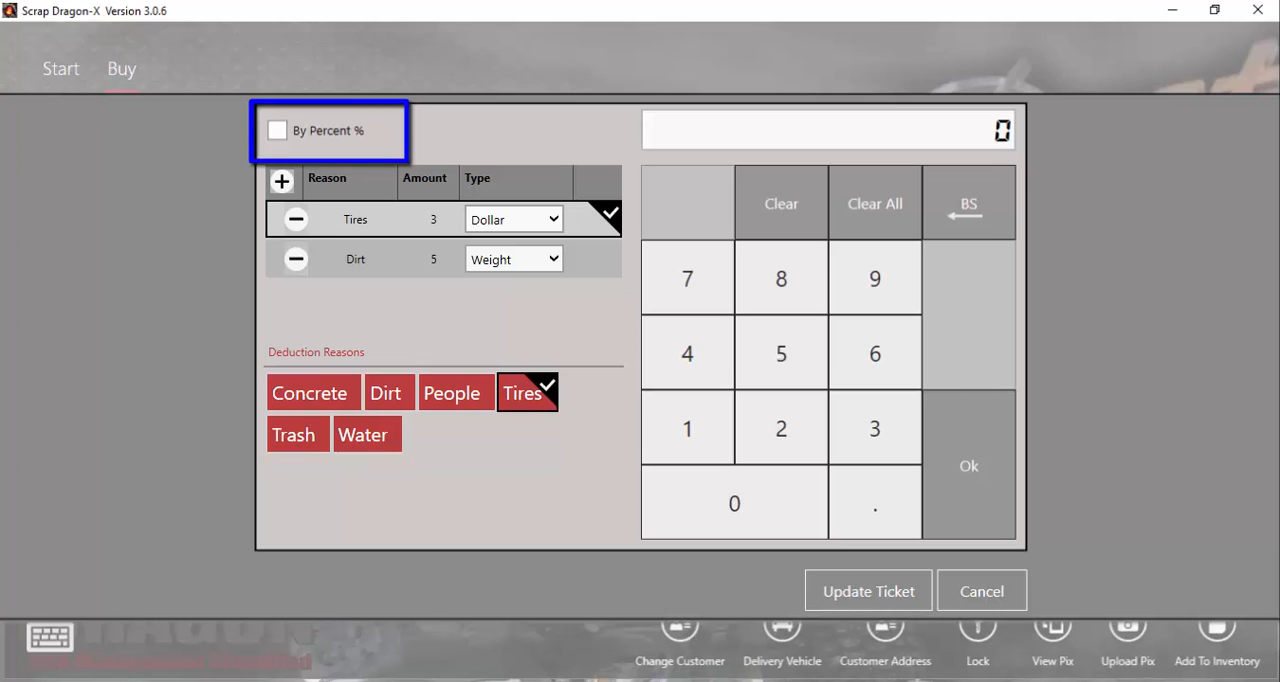 Scrap Dragon-X Version 3.0.6
Start Buy
By Percent %
0
Reason Amount Type
Tires 3 Dollar
Dirt 5 Weight
Deduction Reasons
Concrete Dirt People Tires
Trash Water
Clear Clear All BS
7 8 9
4 5 6
1 2 3
Ok
0 .
Update Ticket Cancel
Change Customer Delivery Vehicle Customer Address Lock View Pix Upload Pix Add To Inventory